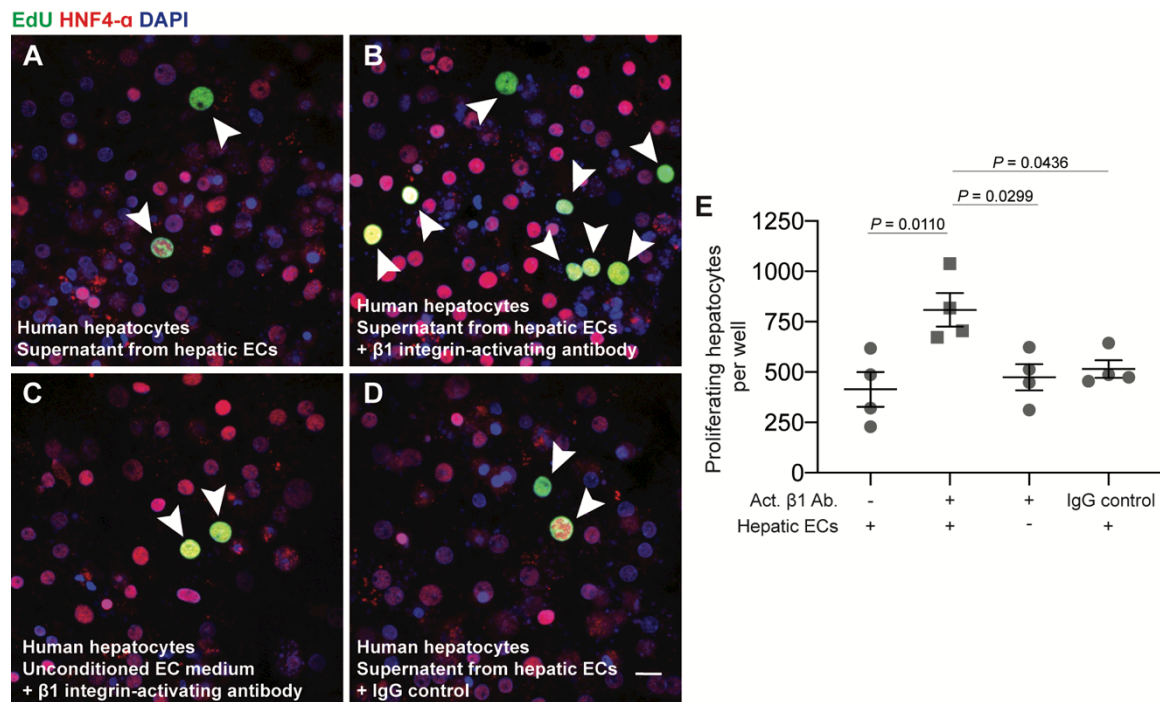 EdU HNF4-α DAPI
A
Human hepatocytes
Supernatant from hepatic ECs
B
Human hepatocytes
Supernatant from hepatic ECs
+ β1 integrin-activating antibody
C
Human hepatocytes
Unconditioned EC medium
+ β1 integrin-activating antibody
D
Human hepatocytes
Supernatent from hepatic ECs
+ IgG control
E
P = 0.0436
P = 0.0299
P = 0.0110
Proliferating hepatocytes
per well
1250
1000
750
500
250
0
Act. β1 Ab. - + + IgG control
Hepatic ECs + + - +